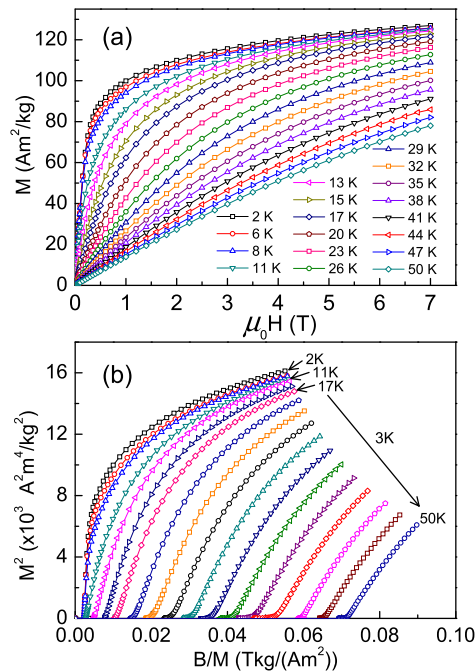 (a)
M (Am²/kg)
120
100
80
60
40
20
0
2 K
6 K
8 K
11 K
13 K
15 K
17 K
20 K
23 K
26 K
29 K
32 K
35 K
38 K
41 K
44 K
47 K
50 K
0 1 2 3 4 5 6 7
μ₀H (T)
(b)
M² (x10³ A²m⁴/kg²)
16
12
8
4
0
2K
11K
17K
3K
50K
0.00 0.02 0.04 0.06 0.08 0.10
B/M (Tkg/(Am²))